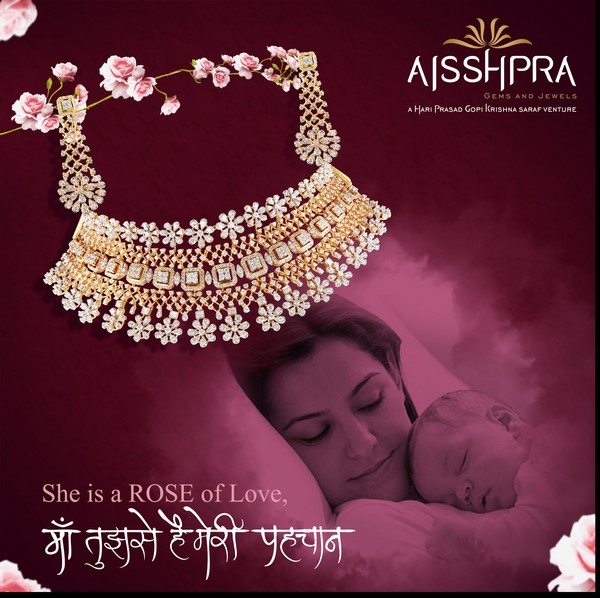 AISSHPRA
GEMS AND JEWELS
A HARI PRASAD GOPI KRISHNA SARAF VENTURE
She is a ROSE of Love,
माँ तुझसे है मेरी पहचान